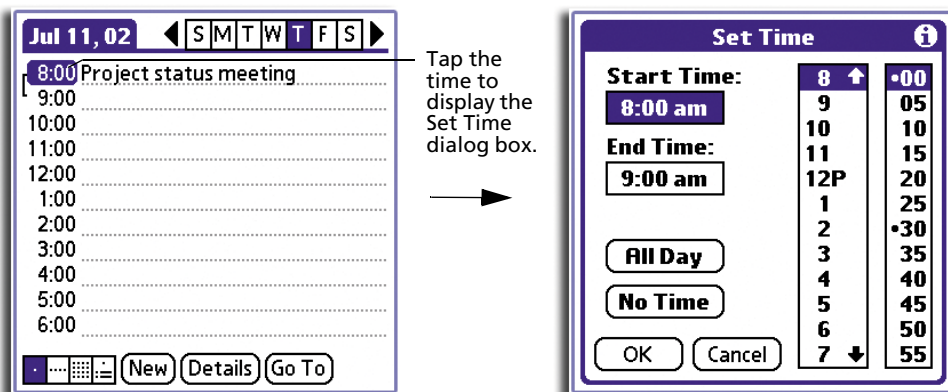 Jul 11, 02 S M T W T F S
8:00 Project status meeting
9:00
10:00
11:00
12:00
1:00
2:00
3:00
4:00
5:00
6:00
New Details Go To
Tap the
time to
display the
Set Time
dialog box.
Set Time
Start Time:
8:00 am
End Time:
9:00 am
All Day
No Time
OK Cancel
8
9
10
11
12P
1
2
3
4
5
6
7
•00
05
10
15
20
25
•30
35
40
45
50
55